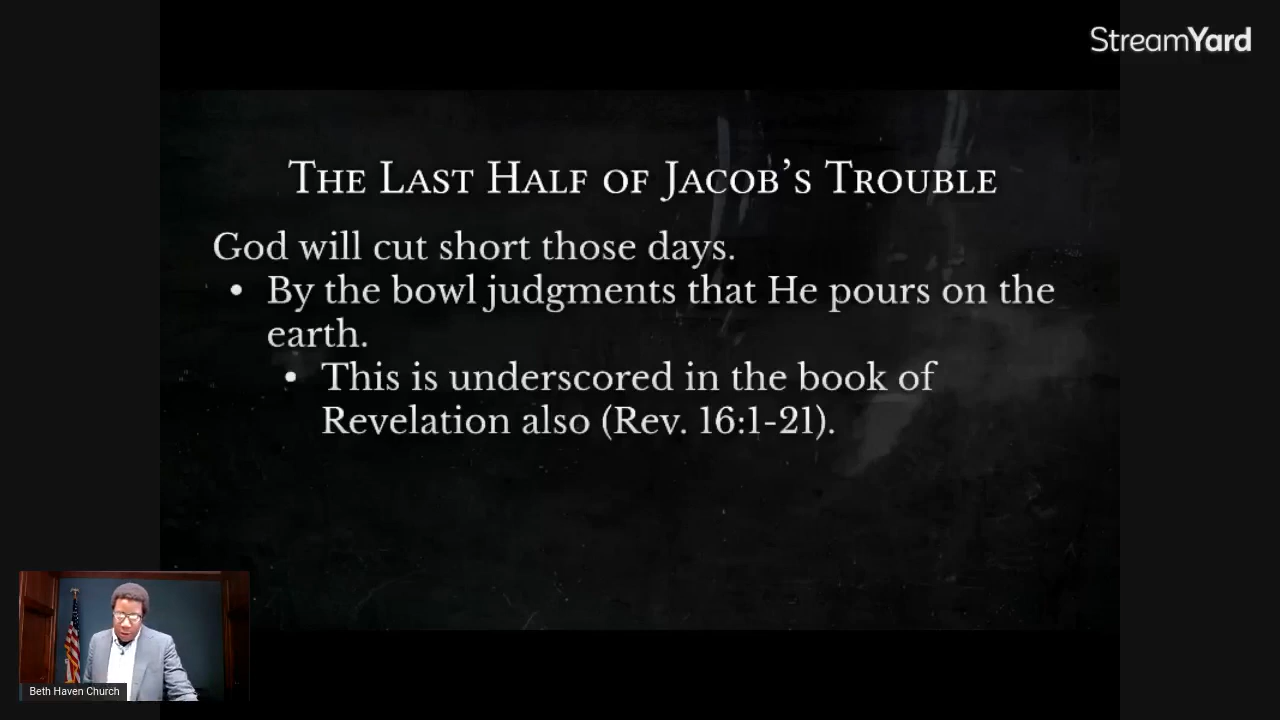 StreamYard
The Last Half of Jacob’s Trouble
God will cut short those days.
• By the bowl judgments that He pours on the
earth.
• This is underscored in the book of
Revelation also (Rev. 16:1-21).
Beth Haven Church